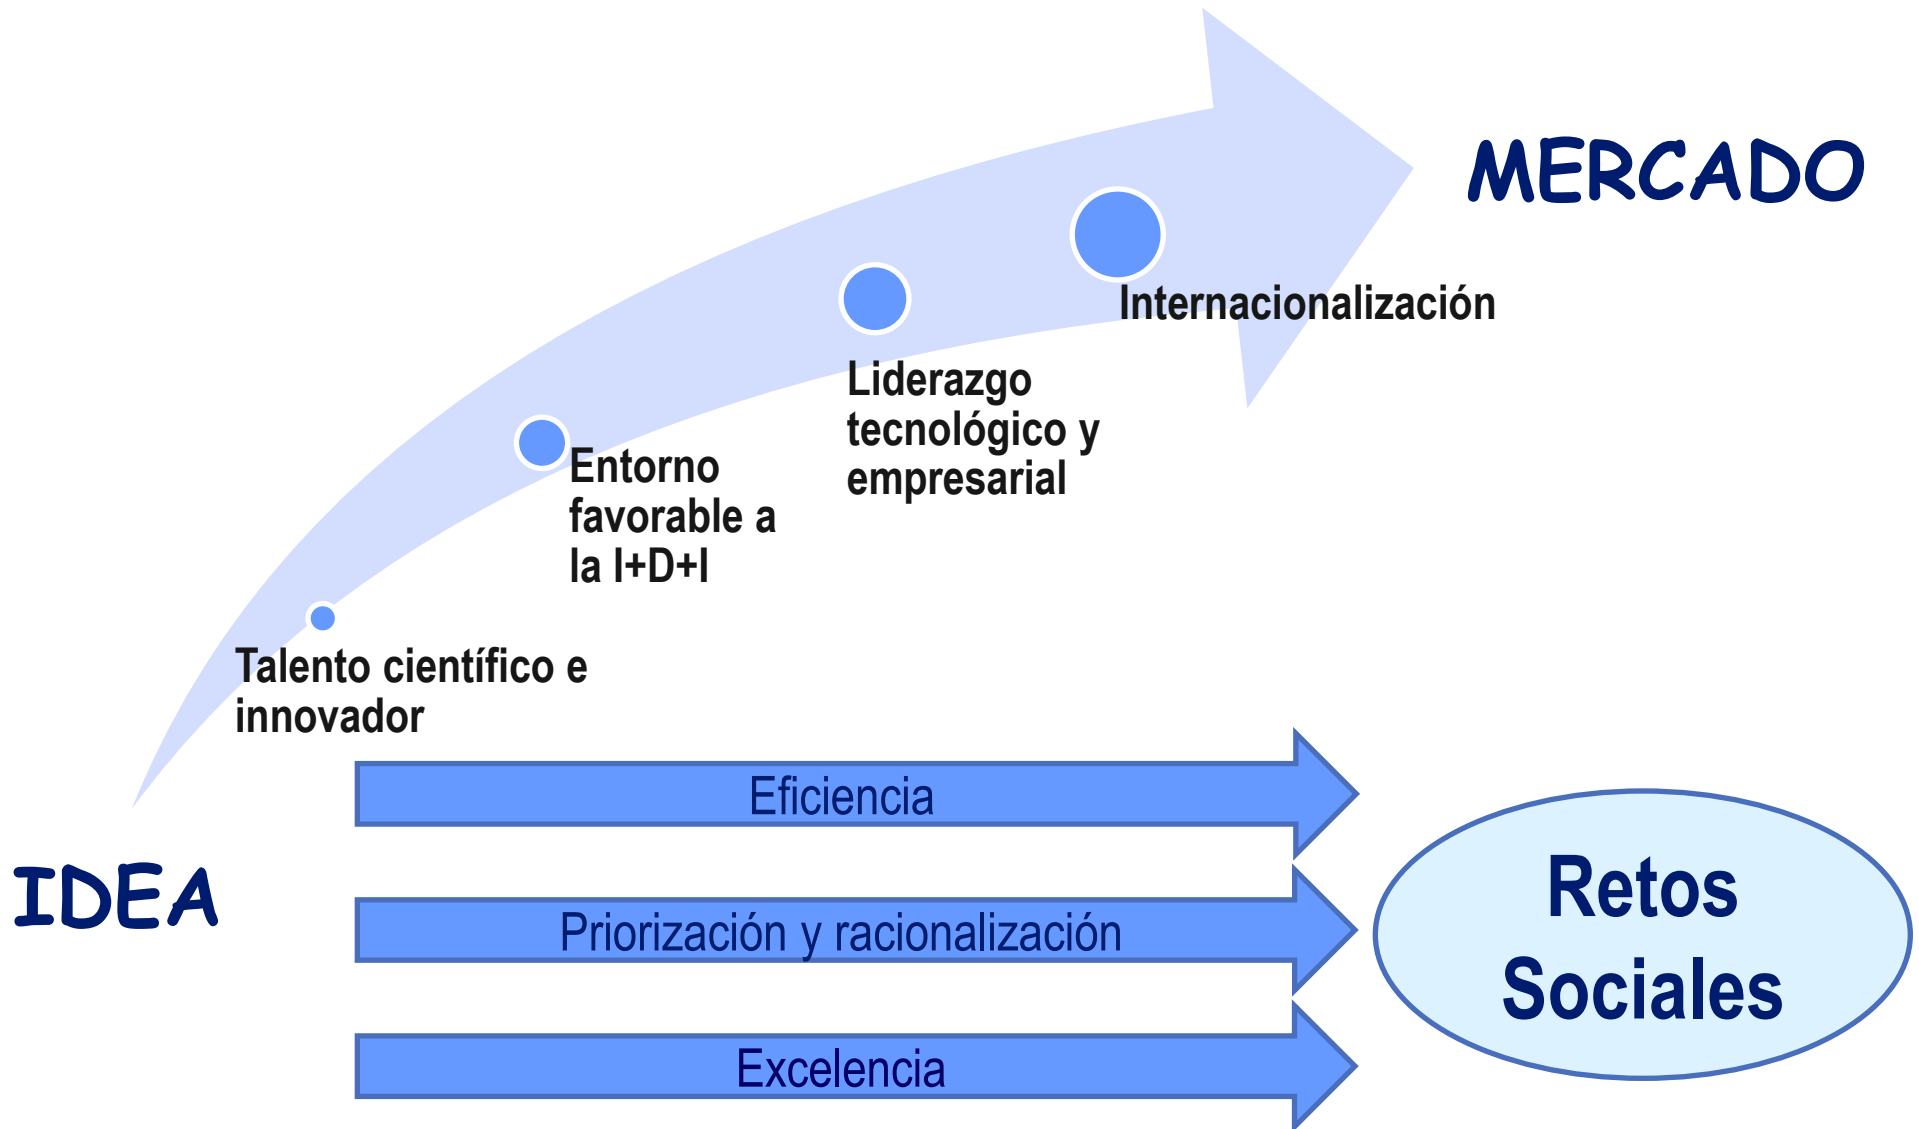 MERCADO
Internacionalización
Liderazgo
tecnológico y
empresarial
Entorno
favorable a
la I+D+I
Talento científico e
innovador
IDEA
Eficiencia
Priorización y racionalización
Excelencia
Retos
Sociales